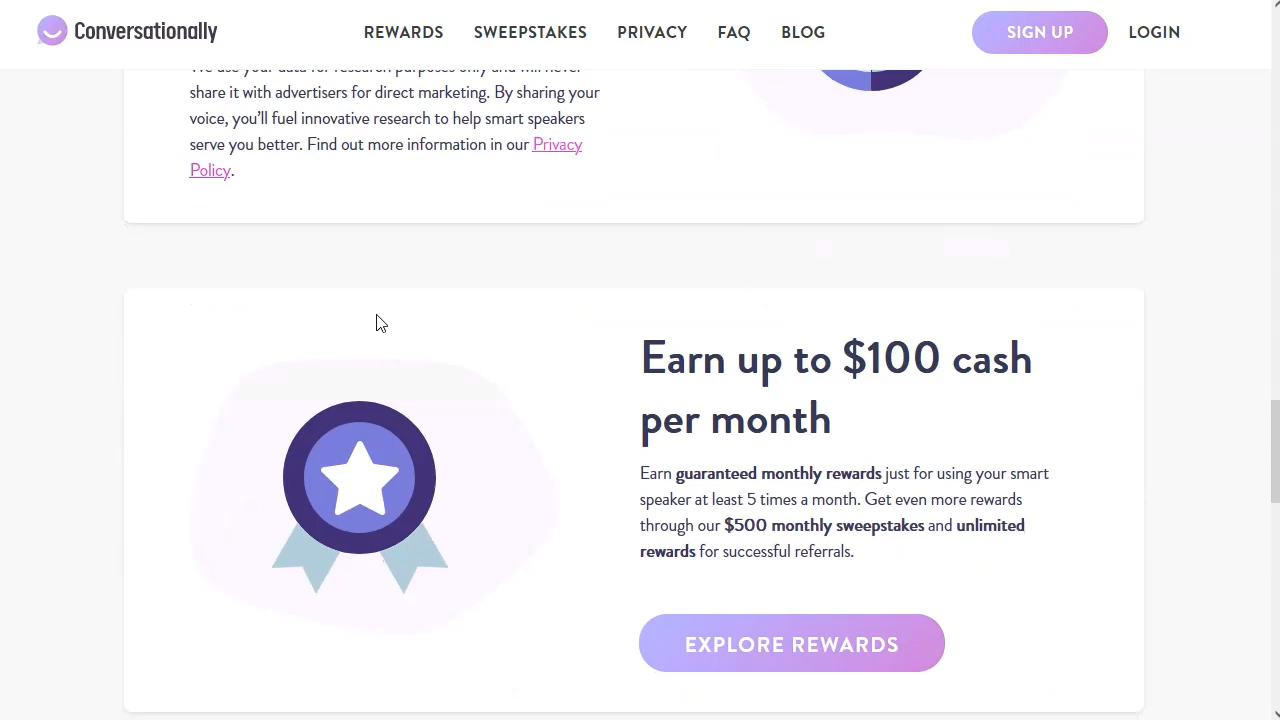 Conversationally
REWARDS
SWEEPSTAKES
PRIVACY
FAQ
BLOG
SIGN UP
LOGIN
We use your data for research purposes only and will never
share it with advertisers for direct marketing. By sharing your
voice, you’ll fuel innovative research to help smart speakers
serve you better. Find out more information in our Privacy
Policy.
Earn up to $100 cash
per month
Earn guaranteed monthly rewards just for using your smart
speaker at least 5 times a month. Get even more rewards
through our $500 monthly sweepstakes and unlimited
rewards for successful referrals.
EXPLORE REWARDS